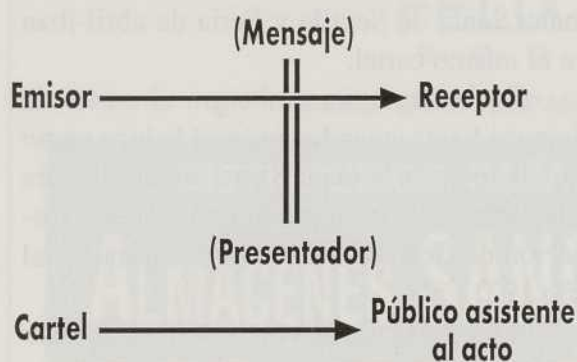 (Mensaje)
Emisor Receptor
(Presentador)
Cartel Público asistente
al acto